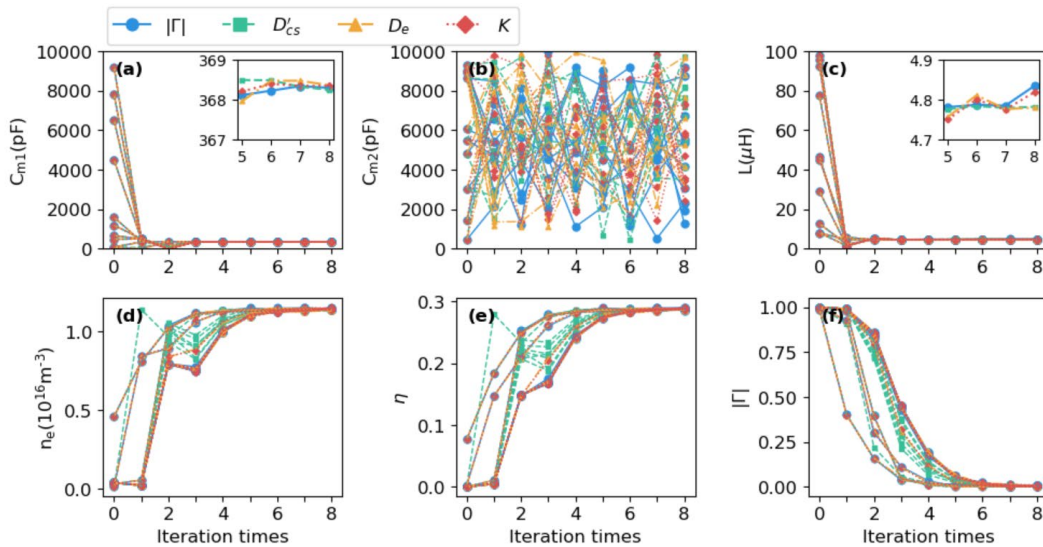 |Γ| D′cs De K
(a) (b) (c)
Cm1(pF)
10000
8000
6000
4000
2000
0
0 2 4 6 8
369
368
367
5 6 7 8
Cm2(pF)
10000
8000
6000
4000
2000
0
0 2 4 6 8
L(μH)
100
80
60
40
20
0
0 2 4 6 8
4.9
4.8
4.7
5 6 7 8
(d) (e) (f)
ne(10¹⁶m⁻³)
1.0
0.5
0.0
0 2 4 6 8
Iteration times
η
0.3
0.2
0.1
0.0
0 2 4 6 8
Iteration times
|Γ|
1.00
0.75
0.50
0.25
0.00
0 2 4 6 8
Iteration times